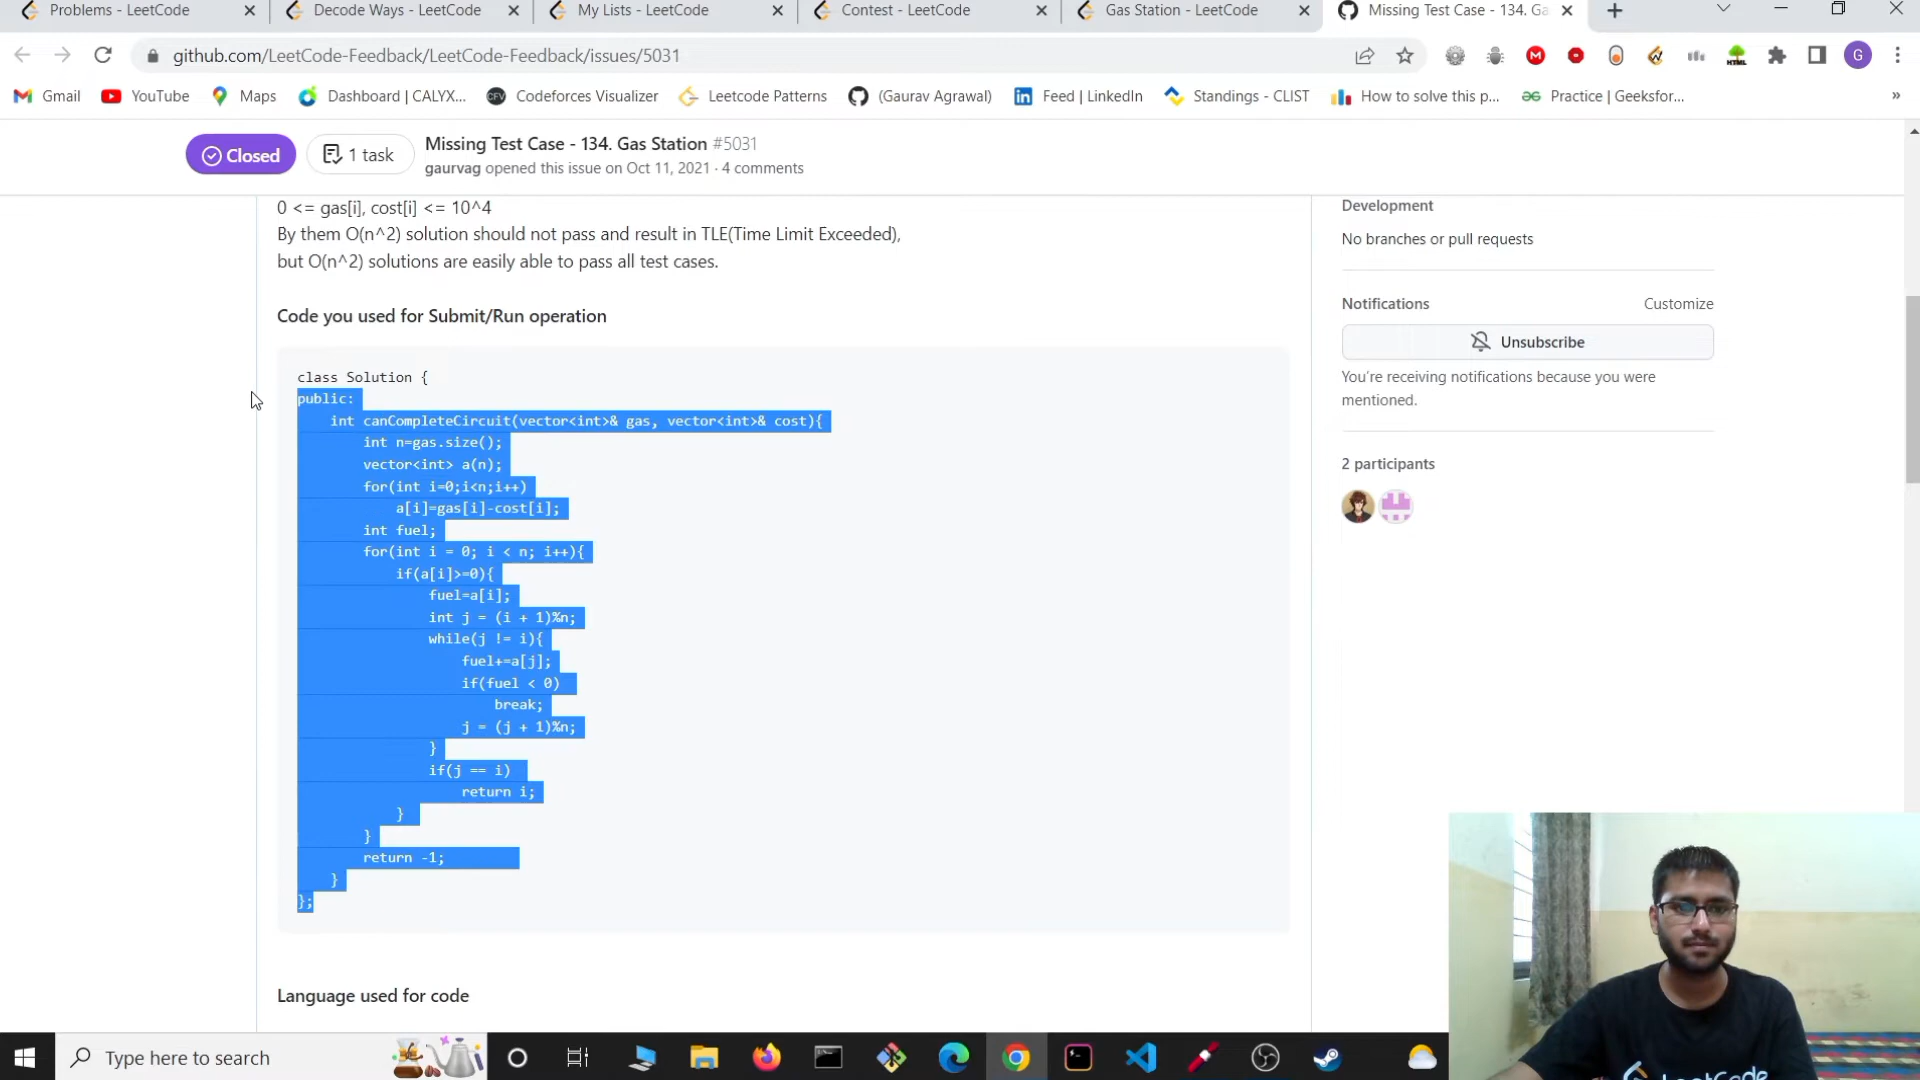 Problems - LeetCode
Decode Ways - LeetCode
My Lists - LeetCode
Contest - LeetCode
Gas Station - LeetCode
Missing Test Case - 134. Ga
github.com/LeetCode-Feedback/LeetCode-Feedback/issues/5031
G
Gmail
YouTube
Maps
Dashboard | CALYX...
Codeforces Visualizer
Leetcode Patterns
(Gaurav Agrawal)
Feed | LinkedIn
Standings - CLIST
How to solve this p...
Practice | Geeksfor...
Closed
1 task
Missing Test Case - 134. Gas Station #5031
gaurvag opened this issue on Oct 11, 2021 · 4 comments
0 <= gas[i], cost[i] <= 10^4
By them O(n^2) solution should not pass and result in TLE(Time Limit Exceeded),
but O(n^2) solutions are easily able to pass all test cases.
Code you used for Submit/Run operation
class Solution {
public:
int canCompleteCircuit(vector<int>& gas, vector<int>& cost){
int n=gas.size();
vector<int> a(n);
for(int i=0;i<n;i++)
a[i]=gas[i]-cost[i];
int fuel;
for(int i = 0; i < n; i++){
if(a[i]>=0){
fuel=a[i];
int j = (i + 1)%n;
while(j != i){
fuel+=a[j];
if(fuel < 0)
break;
j = (j + 1)%n;
}
if(j == i)
return i;
}
}
return -1;
}
};
Language used for code
Development
No branches or pull requests
Notifications
Customize
Unsubscribe
You're receiving notifications because you were
mentioned.
2 participants
Type here to search
LeetCode